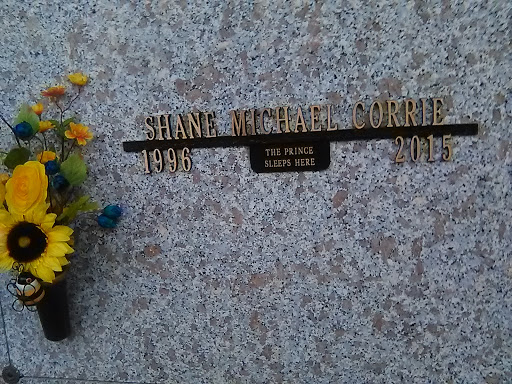 SHANE MICHAEL CORRIE
1996 2015
THE PRINCE
SLEEPS HERE